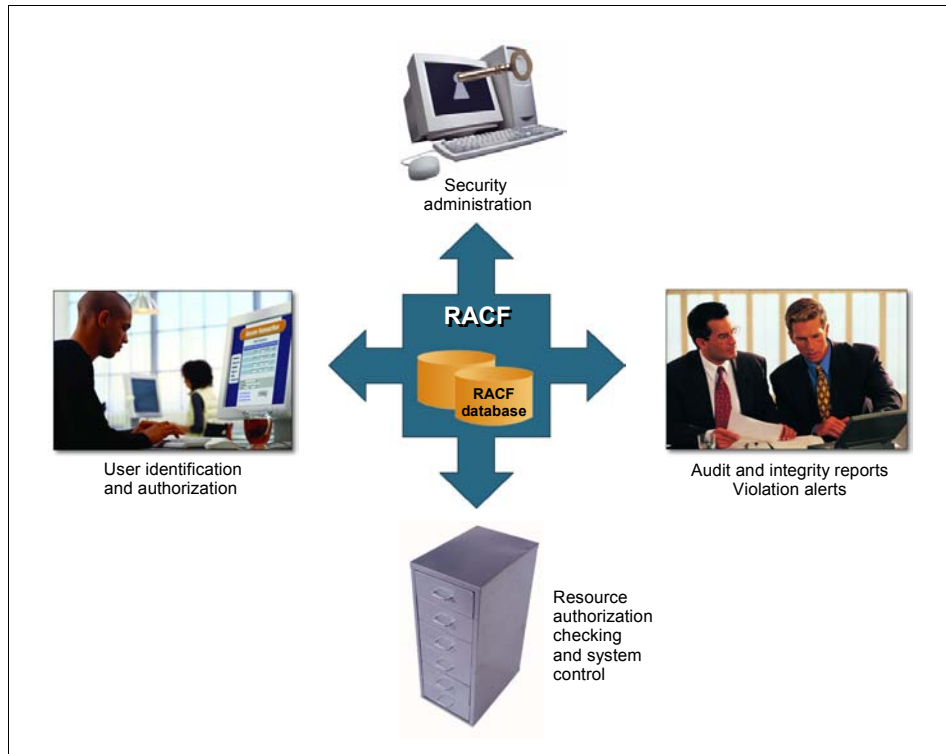 Security
administration
RACF
RACF
database
User identification
and authorization
Audit and integrity reports
Violation alerts
Resource
authorization
checking
and system
control